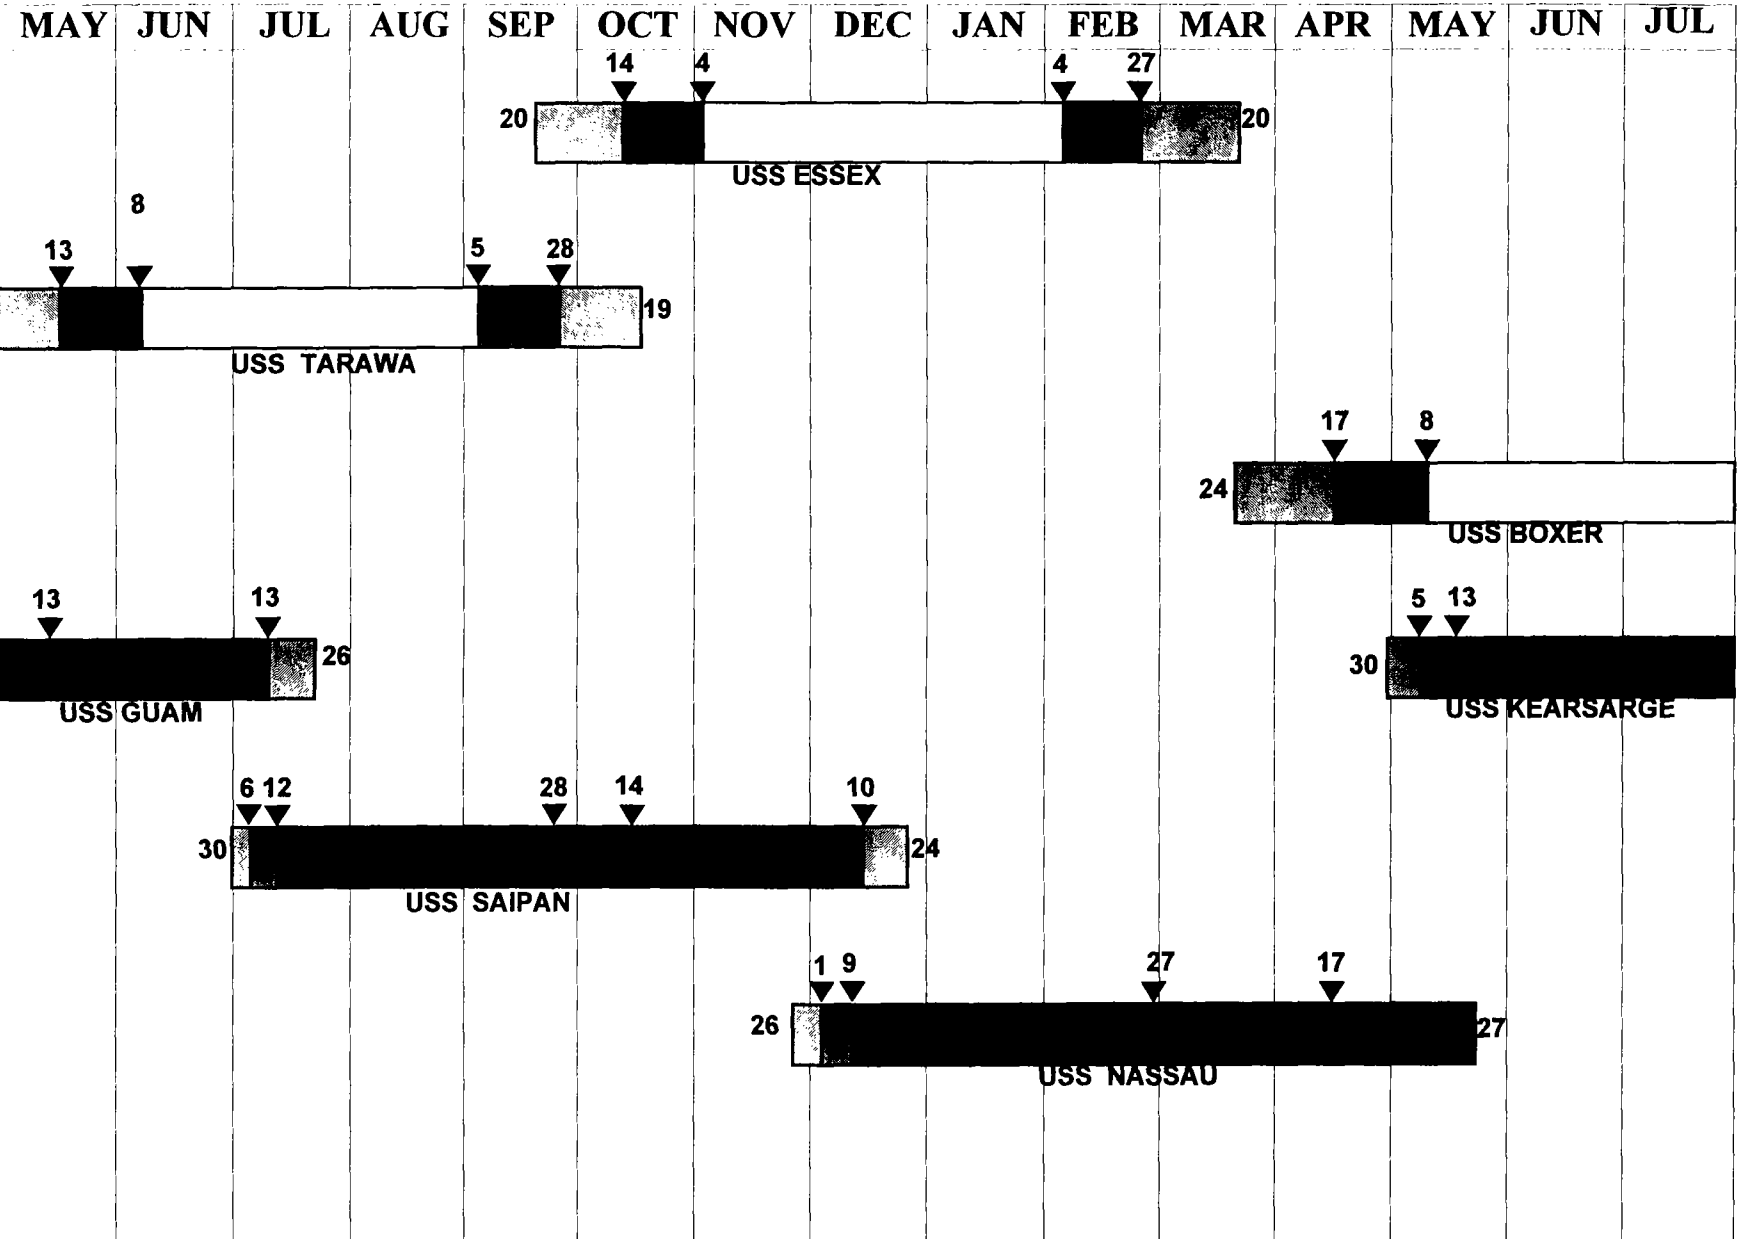 MAY JUN JUL AUG SEP OCT NOV DEC JAN FEB MAR APR MAY JUN JUL
14 4 4 27
20 20
USS ESSEX
8
13 5 28
19
USS TARAWA
17 8
24
USS BOXER
13 13 5 13
26 30
USS GUAM USS KEARSARGE
6 12 28 14 10
30 24
USS SAIPAN
1 9 27 17
26 27
USS NASSAU